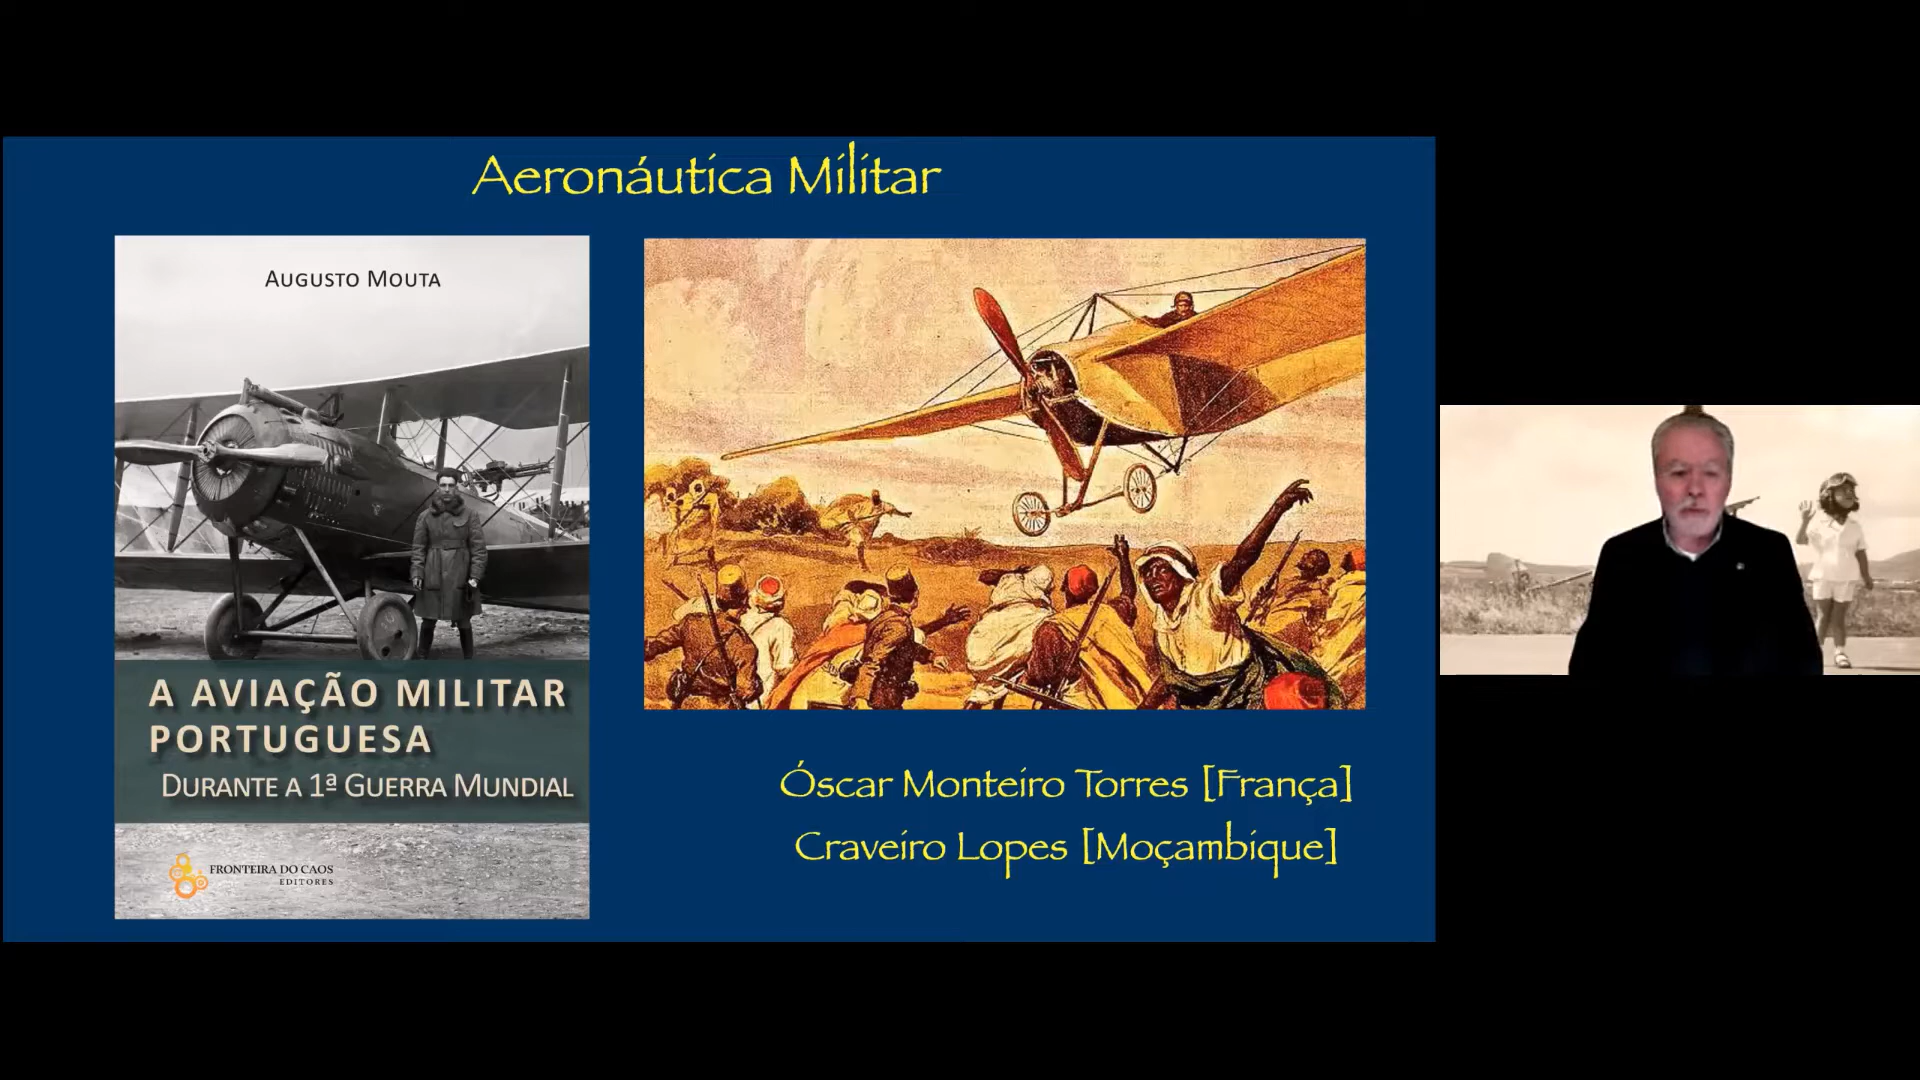 Aeronáutica Militar
AUGUSTO MOUTA
A AVIAÇÃO MILITAR
PORTUGUESA
DURANTE A 1ª GUERRA MUNDIAL
FRONTEIRA DO CAOS
EDITORES
Óscar Monteiro Torres [França]
Craveiro Lopes [Moçambique]